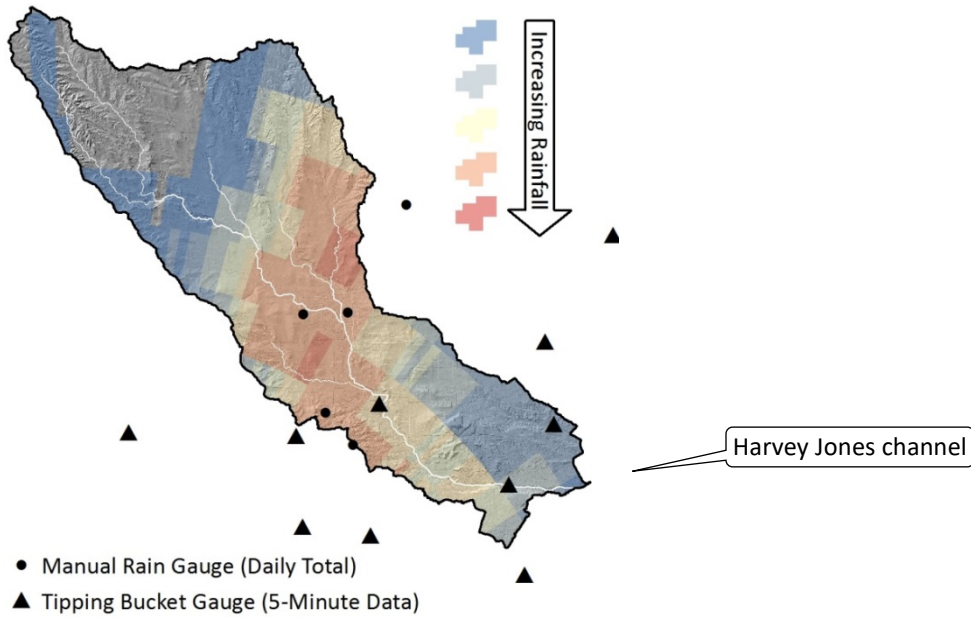 Increasing Rainfall
Harvey Jones channel
Manual Rain Gauge (Daily Total)
Tipping Bucket Gauge (5-Minute Data)